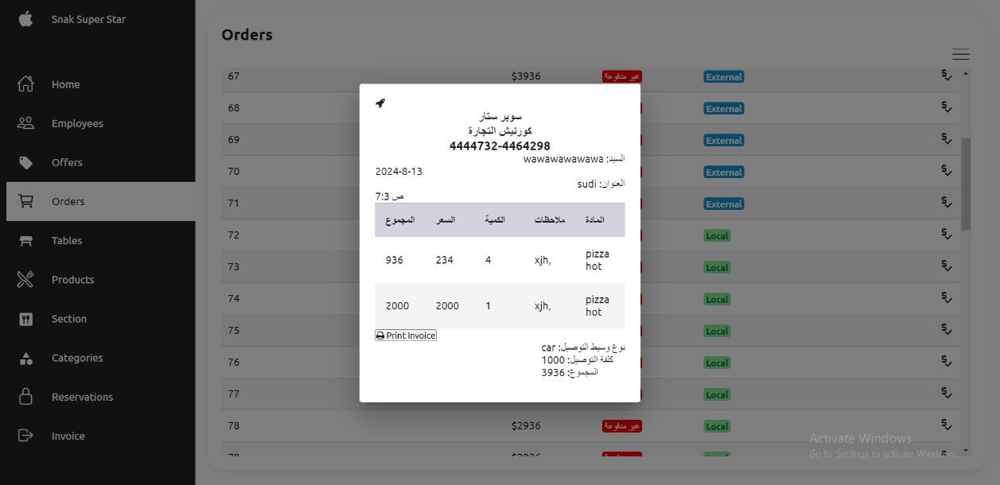 Snak Super Star
Home
Employees
Offers
Orders
Tables
Products
Section
Categories
Reservations
Invoice
Orders
67 $3936 غير مدفوعة External
68 External
69 External
70 External
71 External
72 Local
73 Local
74 Local
75 Local
76 Local
77 Local
78 $2936 غير مدفوعة Local
سوبر ستار
كورنيش التجارة
4444732-4464298
السيد: wawawawawawa
2024-8-13
العنوان: sudi
7:3 ص
المادة ملاحظات الكمية السعر المجموع
pizza hot xjh, 4 234 936
pizza hot xjh, 1 2000 2000
Print Invoice
نوع وسيط التوصيل: car
كلفة التوصيل: 1000
المجموع: 3936
Activate Windows
Go to Settings to activate Windows.